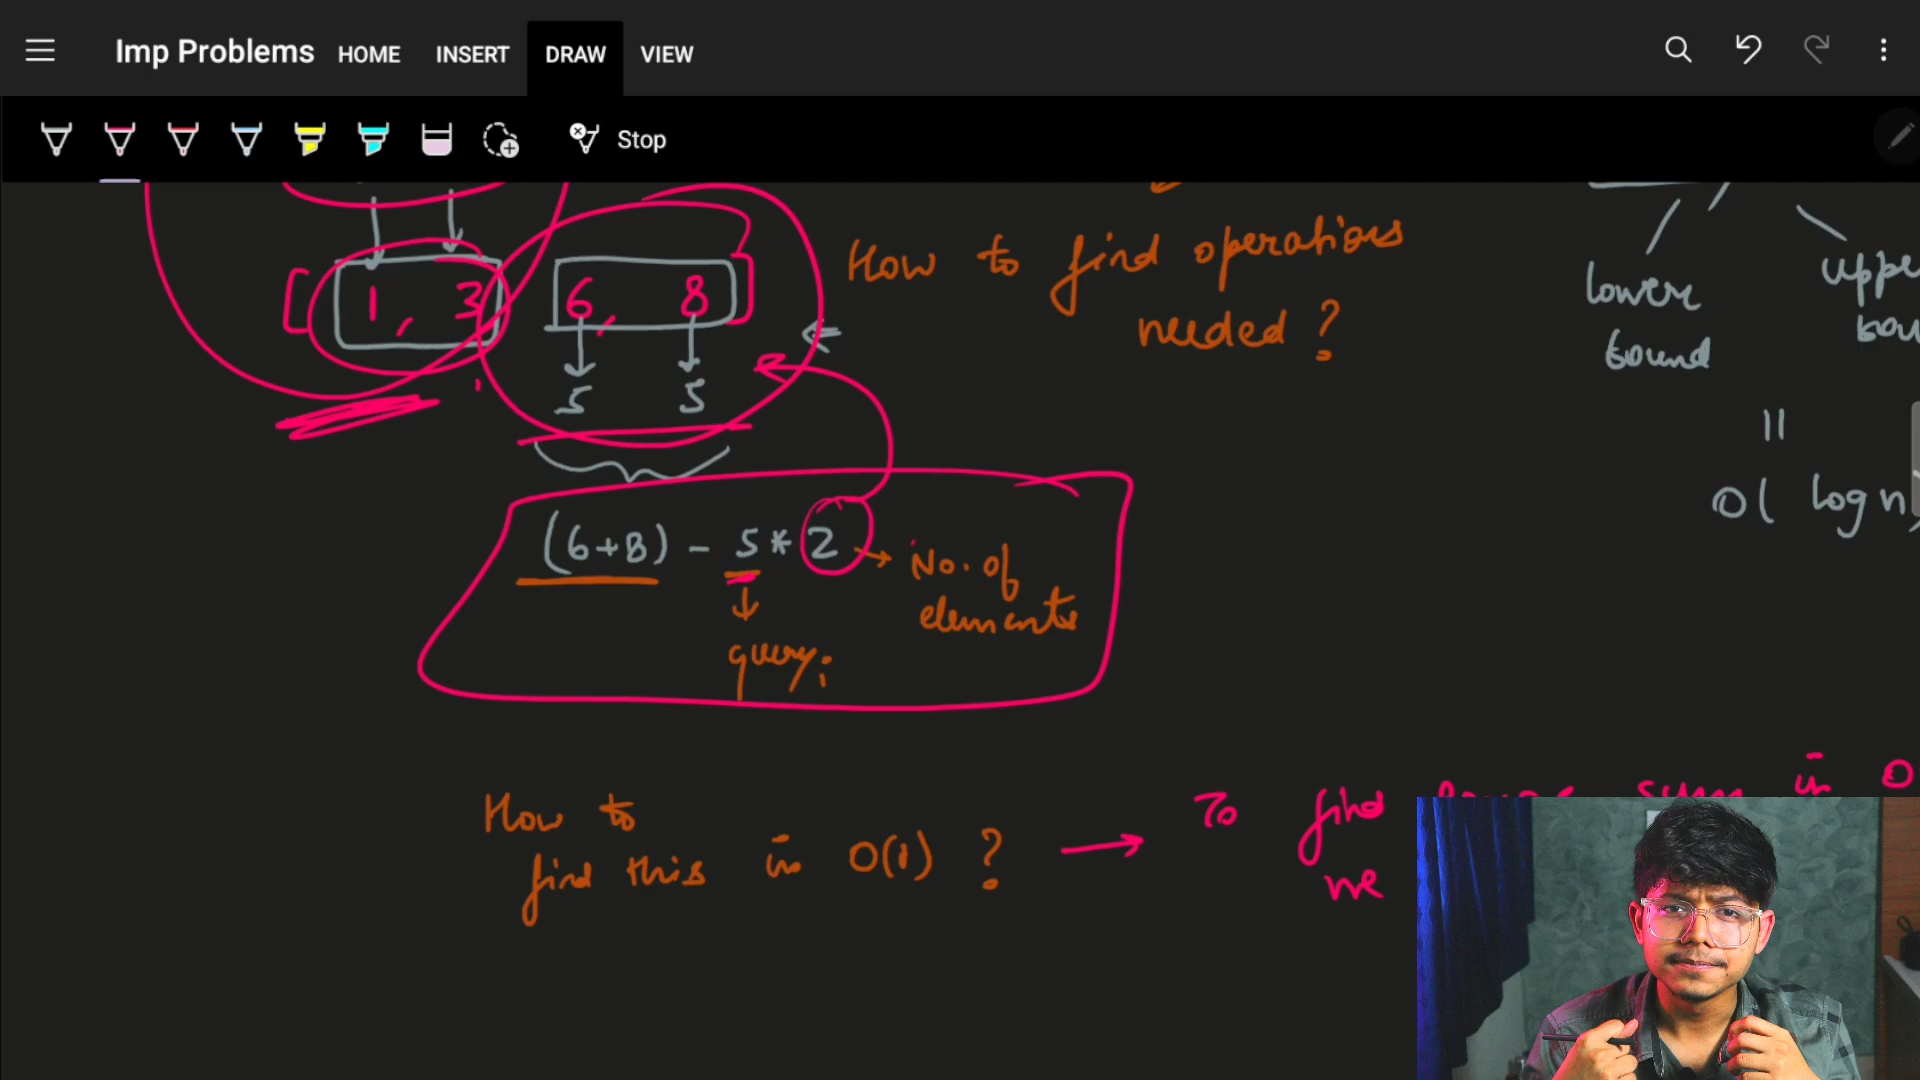 Imp Problems HOME INSERT DRAW VIEW
Stop
1, 3
6, 8
5 5
How to find operations
needed ?
lower
bound
||
O( log n
(6+8) - 5 * 2
No. of
elements
query i
How to
find this in O(1) ?
To find
sum in O
we